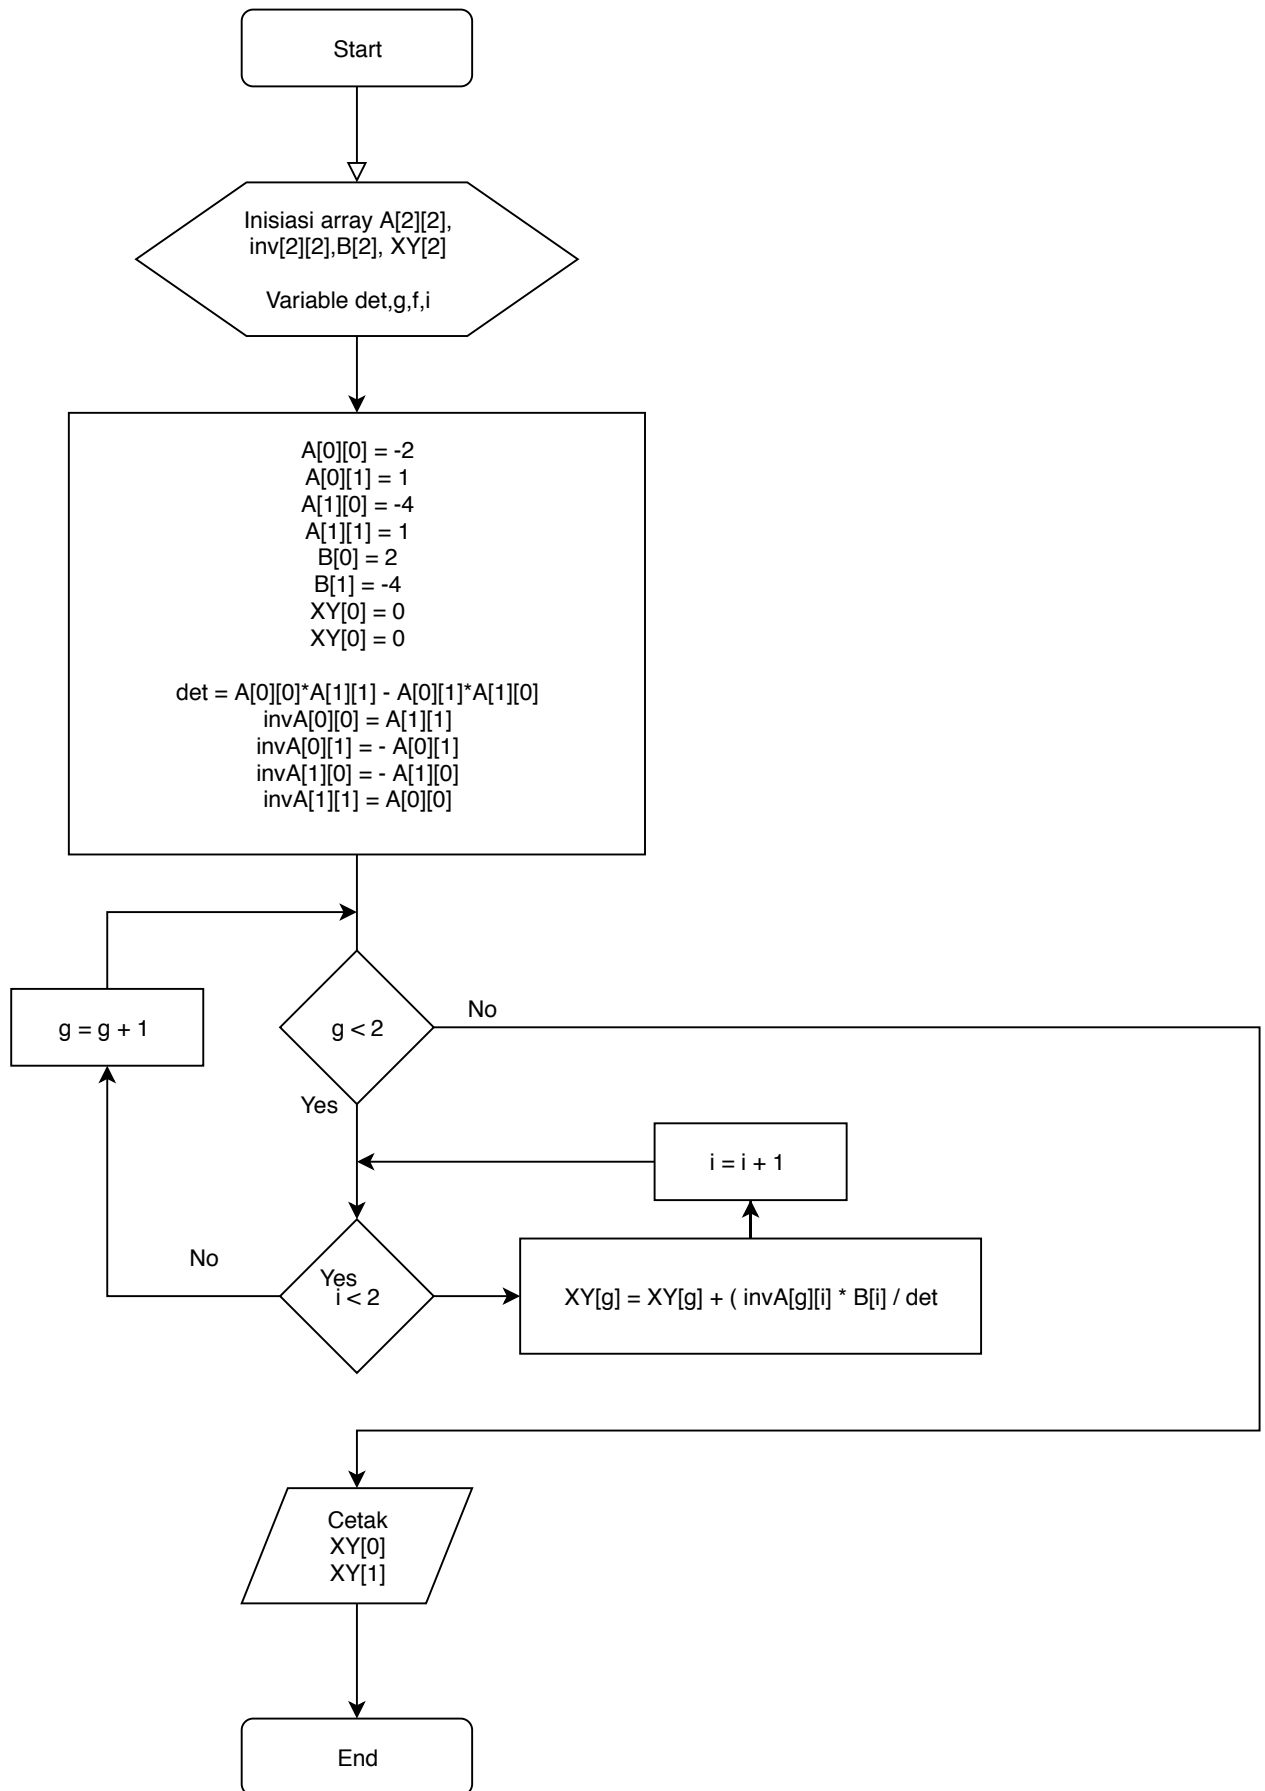 Start
Inisiasi array A[2][2],
inv[2][2],B[2], XY[2]
Variable det,g,f,i
A[0][0] = -2
A[0][1] = 1
A[1][0] = -4
A[1][1] = 1
B[0] = 2
B[1] = -4
XY[0] = 0
XY[0] = 0
det = A[0][0]*A[1][1] - A[0][1]*A[1][0]
invA[0][0] = A[1][1]
invA[0][1] = - A[0][1]
invA[1][0] = - A[1][0]
invA[1][1] = A[0][0]
g = g + 1
g < 2
No
Yes
i = i + 1
No
Yes
i < 2
XY[g] = XY[g] + ( invA[g][i] * B[i] / det
Cetak
XY[0]
XY[1]
End